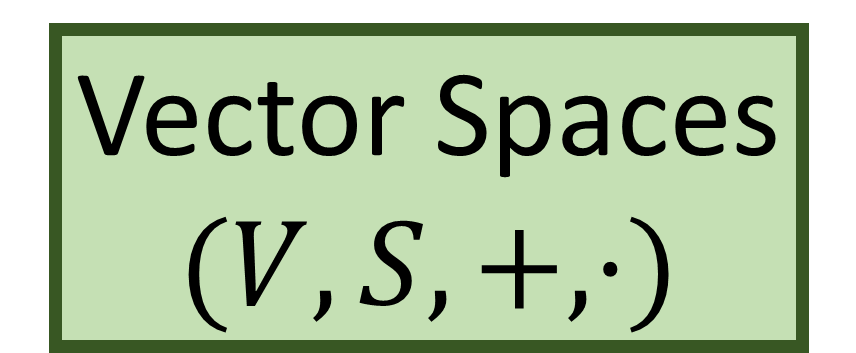 Vector Spaces
(V, S, +,·)